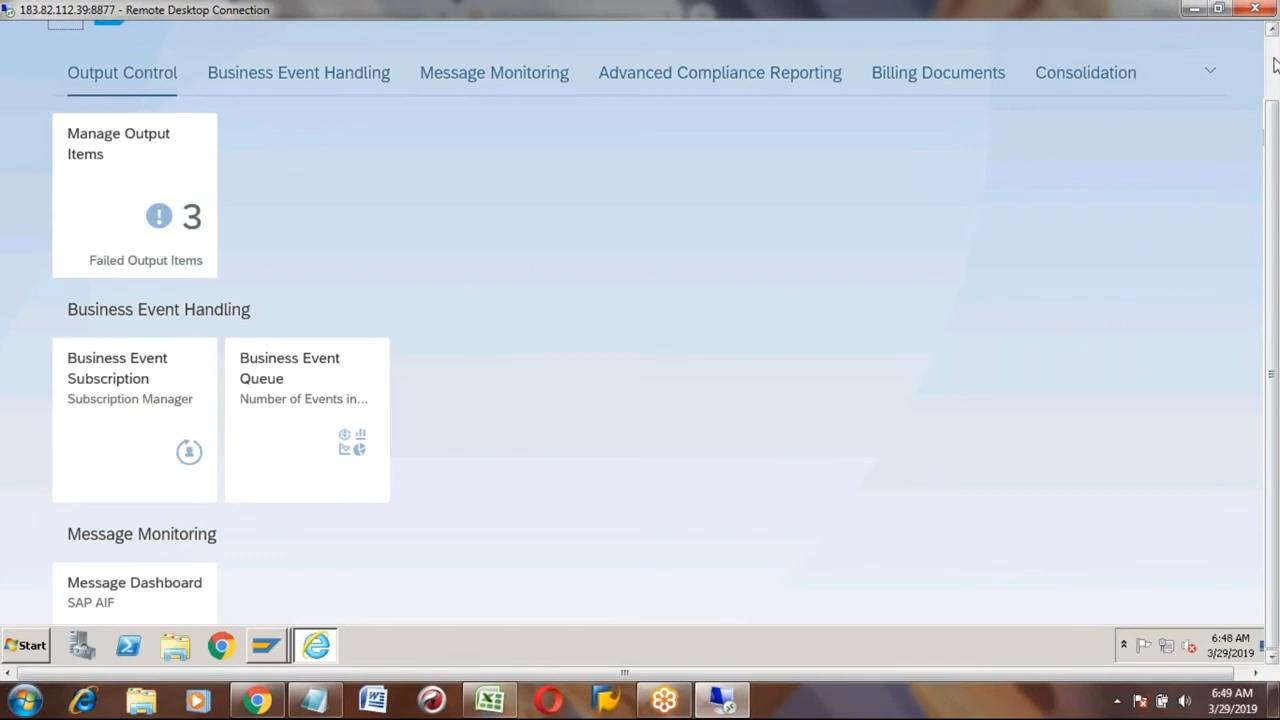 183.82.112.39:8877 - Remote Desktop Connection
Output Control Business Event Handling Message Monitoring Advanced Compliance Reporting Billing Documents Consolidation
Manage Output
Items
3
Failed Output Items
Business Event Handling
Business Event
Subscription
Subscription Manager
Business Event
Queue
Number of Events in...
Message Monitoring
Message Dashboard
SAP AIF
Start
6:48 AM
3/29/2019
6:49 AM
3/29/2019